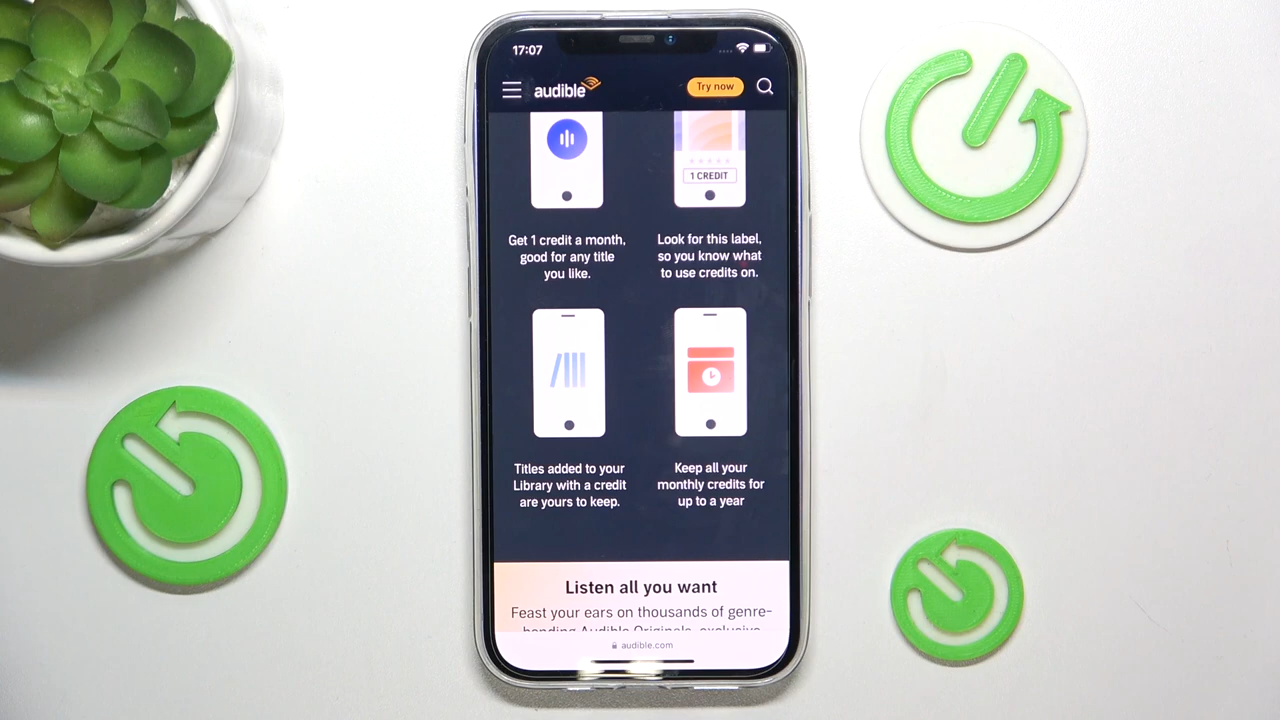 17:07
audible
Try now
1 CREDIT
Get 1 credit a month,
good for any title
you like.
Look for this label,
so you know what
to use credits on.
Titles added to your
Library with a credit
are yours to keep.
Keep all your
monthly credits for
up to a year
Listen all you want
Feast your ears on thousands of genre-
bending Audible Originals, exclusive
audible.com